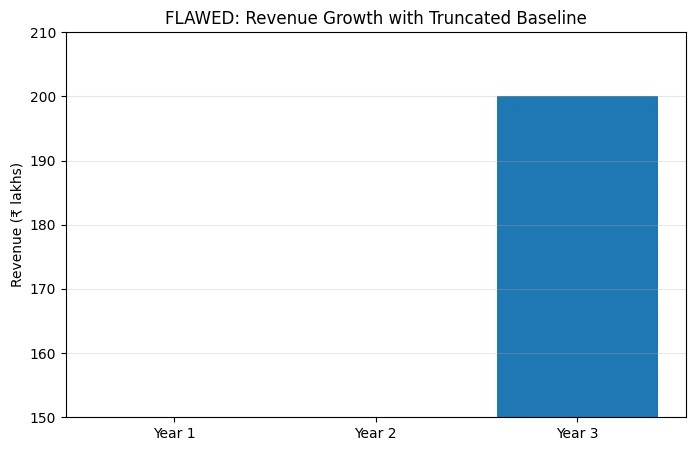 FLAWED: Revenue Growth with Truncated Baseline
210
200
190
180
170
160
150
Revenue (₹ lakhs)
Year 1 Year 2 Year 3